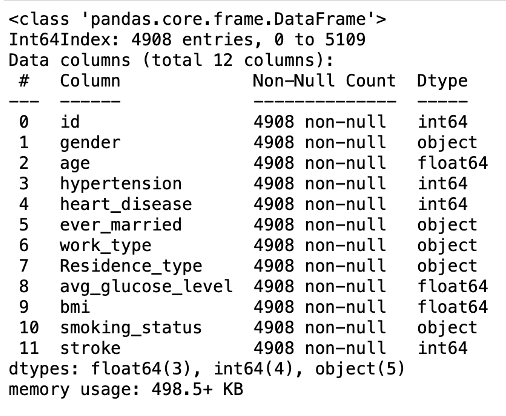 <class 'pandas.core.frame.DataFrame'>
Int64Index: 4908 entries, 0 to 5109
Data columns (total 12 columns):
 #   Column             Non-Null Count  Dtype
---  ------             --------------  -----
 0   id                 4908 non-null   int64
 1   gender             4908 non-null   object
 2   age                4908 non-null   float64
 3   hypertension       4908 non-null   int64
 4   heart_disease      4908 non-null   int64
 5   ever_married       4908 non-null   object
 6   work_type          4908 non-null   object
 7   Residence_type     4908 non-null   object
 8   avg_glucose_level  4908 non-null   float64
 9   bmi                4908 non-null   float64
 10  smoking_status     4908 non-null   object
 11  stroke             4908 non-null   int64
dtypes: float64(3), int64(4), object(5)
memory usage: 498.5+ KB